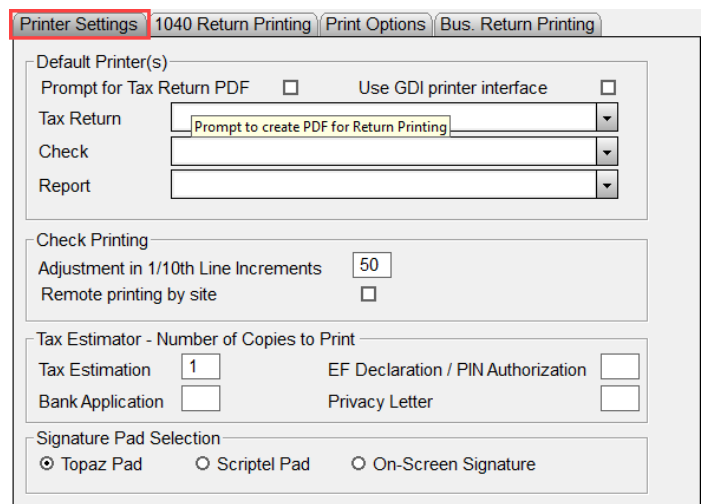 Printer Settings 1040 Return Printing Print Options Bus. Return Printing
Default Printer(s)
Prompt for Tax Return PDF Use GDI printer interface
Tax Return
Prompt to create PDF for Return Printing
Check
Report
Check Printing
Adjustment in 1/10th Line Increments 50
Remote printing by site
Tax Estimator - Number of Copies to Print
Tax Estimation 1 EF Declaration / PIN Authorization
Bank Application Privacy Letter
Signature Pad Selection
Topaz Pad Scriptel Pad On-Screen Signature